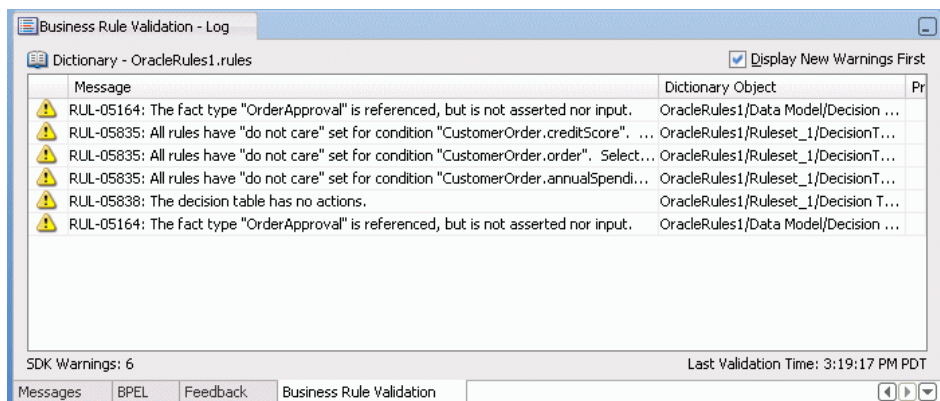 Business Rule Validation - Log
Dictionary - OracleRules1.rules
Display New Warnings First
Message Dictionary Object Pr
RUL-05164: The fact type "OrderApproval" is referenced, but is not asserted nor input. OracleRules1/Data Model/Decision ...
RUL-05835: All rules have "do not care" set for condition "CustomerOrder.creditScore". ... OracleRules1/Ruleset_1/DecisionT...
RUL-05835: All rules have "do not care" set for condition "CustomerOrder.order". Select... OracleRules1/Ruleset_1/DecisionT...
RUL-05835: All rules have "do not care" set for condition "CustomerOrder.annualSpendi... OracleRules1/Ruleset_1/DecisionT...
RUL-05838: The decision table has no actions. OracleRules1/Ruleset_1/Decision T...
RUL-05164: The fact type "OrderApproval" is referenced, but is not asserted nor input. OracleRules1/Data Model/Decision ...
SDK Warnings: 6 Last Validation Time: 3:19:17 PM PDT
Messages BPEL Feedback Business Rule Validation